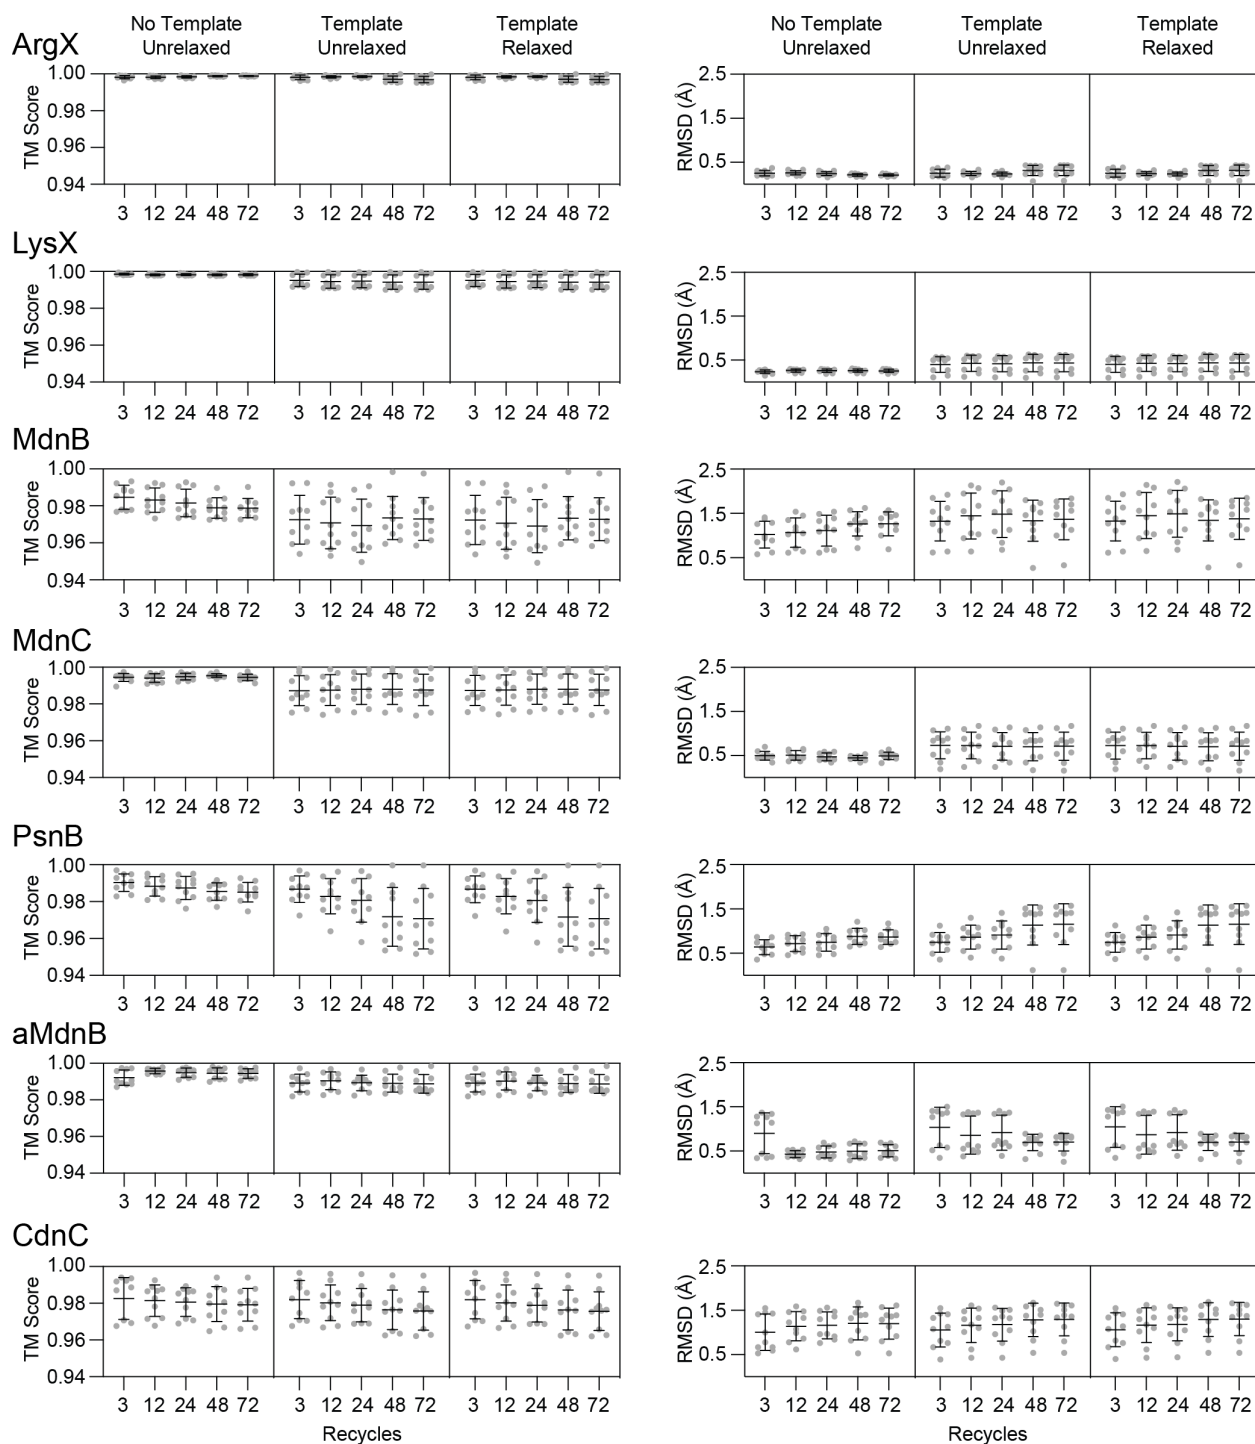 No Template Template Template No Template Template Template
Unrelaxed Unrelaxed Relaxed Unrelaxed Unrelaxed Relaxed
ArgX
TM Score 1.00 0.98 0.96 0.94 RMSD (Å) 2.5 1.5 0.5
3 12 24 48 72 3 12 24 48 72 3 12 24 48 72 3 12 24 48 72 3 12 24 48 72 3 12 24 48 72
LysX
TM Score 1.00 0.98 0.96 0.94 RMSD (Å) 2.5 1.5 0.5
3 12 24 48 72 3 12 24 48 72 3 12 24 48 72 3 12 24 48 72 3 12 24 48 72 3 12 24 48 72
MdnB
TM Score 1.00 0.98 0.96 0.94 RMSD (Å) 2.5 1.5 0.5
3 12 24 48 72 3 12 24 48 72 3 12 24 48 72 3 12 24 48 72 3 12 24 48 72 3 12 24 48 72
MdnC
TM Score 1.00 0.98 0.96 0.94 RMSD (Å) 2.5 1.5 0.5
3 12 24 48 72 3 12 24 48 72 3 12 24 48 72 3 12 24 48 72 3 12 24 48 72 3 12 24 48 72
PsnB
TM Score 1.00 0.98 0.96 0.94 RMSD (Å) 2.5 1.5 0.5
3 12 24 48 72 3 12 24 48 72 3 12 24 48 72 3 12 24 48 72 3 12 24 48 72 3 12 24 48 72
aMdnB
TM Score 1.00 0.98 0.96 0.94 RMSD (Å) 2.5 1.5 0.5
3 12 24 48 72 3 12 24 48 72 3 12 24 48 72 3 12 24 48 72 3 12 24 48 72 3 12 24 48 72
CdnC
TM Score 1.00 0.98 0.96 0.94 RMSD (Å) 2.5 1.5 0.5
3 12 24 48 72 3 12 24 48 72 3 12 24 48 72 3 12 24 48 72 3 12 24 48 72 3 12 24 48 72
Recycles Recycles